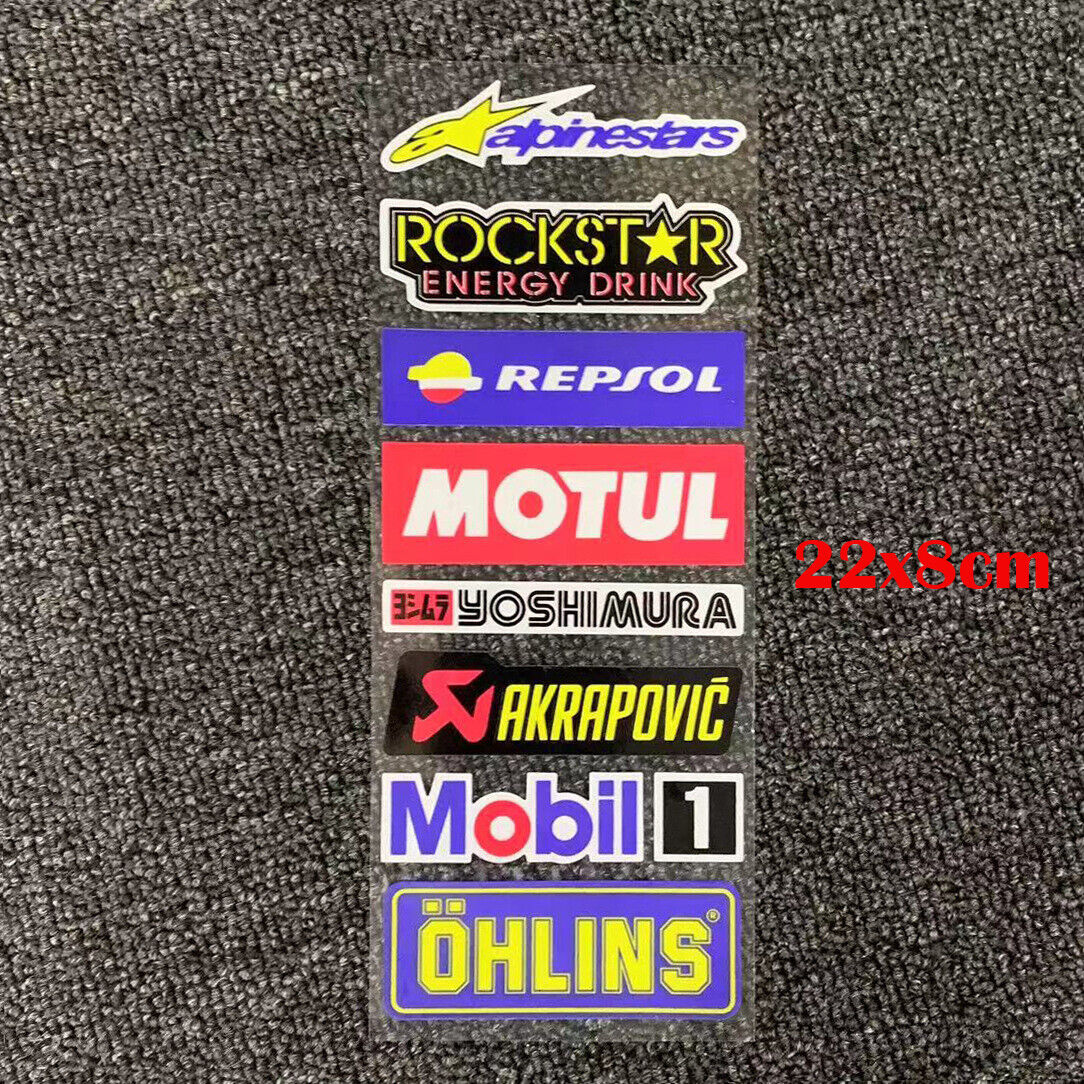 alpinestars
ROCKSTAR
ENERGY DRINK
REPSOL
MOTUL
22x8cm
ヨシムラ YOSHIMURA
AKRAPOVIČ
Mobil 1
ÖHLINS®